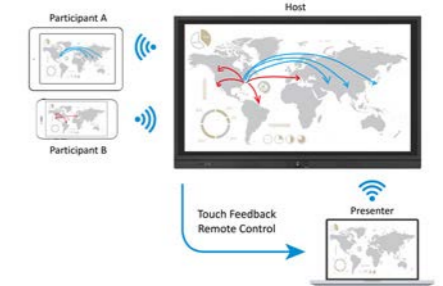 Participant A
Host
Participant B
Touch Feedback
Remote Control
Presenter